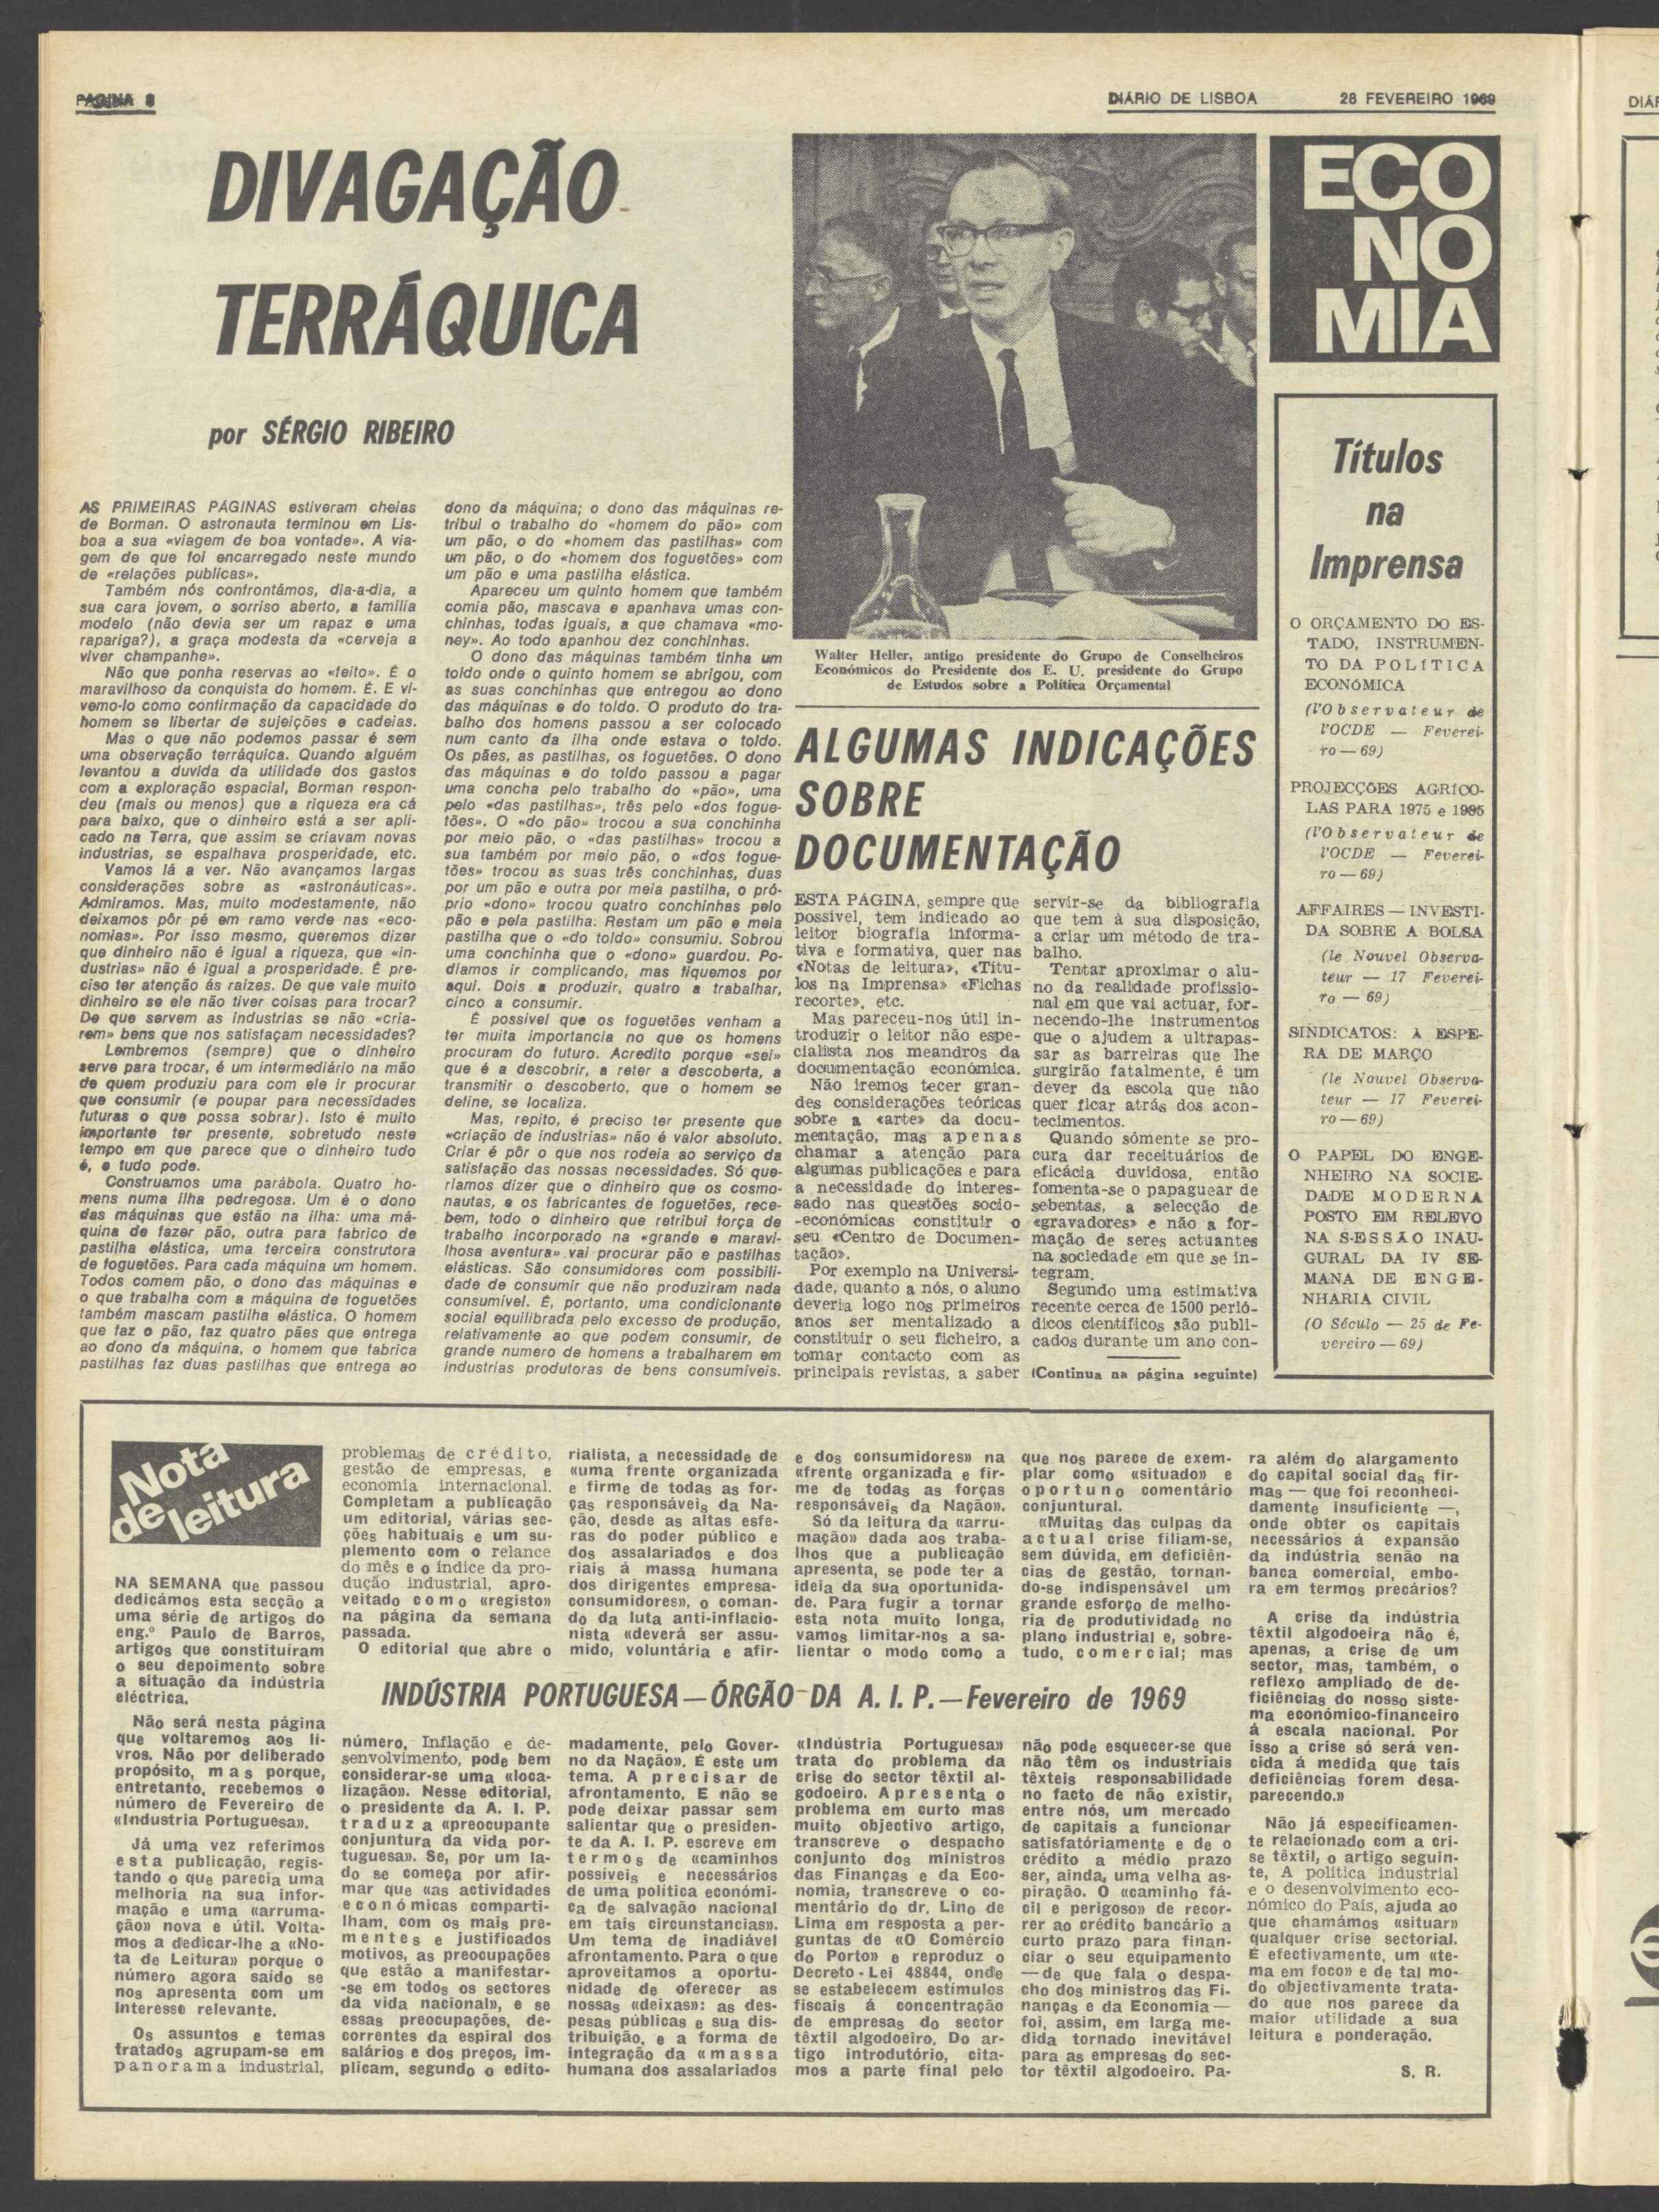 PAGINA 8
DIÁRIO DE LISBOA
28 FEVEREIRO 1969
DIVAGAÇÃO
TERRÁQUICA
por SÉRGIO RIBEIRO
AS PRIMEIRAS PÁGINAS estiveram cheias
de Borman. O astronauta terminou em Lis-
boa a sua «viagem de boa vontade». A via-
gem de que foi encarregado neste mundo
de «relações publicas».
Também nós confrontámos, dia-a-dia, a
sua cara jovem, o sorriso aberto, a família
modelo (não devia ser um rapaz e uma
rapariga?), a graça modesta da «cerveja a
viver champanhe».
Não que ponha reservas ao «feito». É o
maravilhoso da conquista do homem. É. E vi-
vemo-lo como confirmação da capacidade do
homem se libertar de sujeições e cadeias.
Mas o que não podemos passar é sem
uma observação terráquica. Quando alguém
levantou a duvida da utilidade dos gastos
com a exploração espacial, Borman respon-
deu (mais ou menos) que a riqueza era cá
para baixo, que o dinheiro está a ser apli-
cado na Terra, que assim se criavam novas
industrias, se espalhava prosperidade, etc.
Vamos lá a ver. Não avançamos largas
considerações sobre as «astronáuticas».
Admiramos. Mas, muito modestamente, não
deixamos pôr pé em ramo verde nas «eco-
nomias». Por isso mesmo, queremos dizer
que dinheiro não é igual a riqueza, que «in-
dustrias» não é igual a prosperidade. É pre-
ciso ter atenção ás raízes. De que vale muito
dinheiro se ele não tiver coisas para trocar?
De que servem as industrias se não «cria-
rem» bens que nos satisfaçam necessidades?
Lembremos (sempre) que o dinheiro
serve para trocar, é um intermediário na mão
de quem produziu para com ele ir procurar
que consumir (e poupar para necessidades
futuras o que possa sobrar). Isto é muito
importante ter presente, sobretudo neste
tempo em que parece que o dinheiro tudo
é, e tudo pode.
Construamos uma parábola. Quatro ho-
mens numa ilha pedregosa. Um é o dono
das máquinas que estão na ilha: uma má-
quina de fazer pão, outra para fabrico de
pastilha elástica, uma terceira construtora
de foguetões. Para cada máquina um homem.
Todos comem pão, o dono das máquinas e
o que trabalha com a máquina de foguetões
também mascam pastilha elástica. O homem
que faz o pão, faz quatro pães que entrega
ao dono da máquina, o homem que fabrica
pastilhas faz duas pastilhas que entrega ao
dono da máquina; o dono das máquinas re-
tribui o trabalho do «homem do pão» com
um pão, o do «homem das pastilhas» com
um pão, o do «homem dos foguetões» com
um pão e uma pastilha elástica.
Apareceu um quinto homem que também
comia pão, mascava e apanhava umas con-
chinhas, todas iguais, a que chamava «mo-
ney». Ao todo apanhou dez conchinhas.
O dono das máquinas também tinha um
toldo onde o quinto homem se abrigou, com
as suas conchinhas que entregou ao dono
das máquinas e do toldo. O produto do tra-
balho dos homens passou a ser colocado
num canto da ilha onde estava o toldo.
Os pães, as pastilhas, os foguetões. O dono
das máquinas e do toldo passou a pagar
uma concha pelo trabalho do «pão», uma
pelo «das pastilhas», três pelo «dos fogue-
tões». O «do pão» trocou a sua conchinha
por meio pão, o «das pastilhas» trocou a
sua também por meio pão, o «dos fogue-
tões» trocou as suas três conchinhas, duas
por um pão e outra por meia pastilha, o pró-
prio «dono» trocou quatro conchinhas pelo
pão e pela pastilha. Restam um pão e meia
pastilha que o «do toldo» consumiu. Sobrou
uma conchinha que o «dono» guardou. Po-
díamos ir complicando, mas fiquemos por
aqui. Dois a produzir, quatro a trabalhar,
cinco a consumir.
É possível que os foguetões venham a
ter muita importancia no que os homens
procuram do futuro. Acredito porque «sei»
que é a descobrir, a reter a descoberta, a
transmitir o descoberto, que o homem se
define, se localiza.
Mas, repito, é preciso ter presente que
«criação de industrias» não é valor absoluto.
Criar é pôr o que nos rodeia ao serviço da
satisfação das nossas necessidades. Só que-
ríamos dizer que o dinheiro que os cosmo-
nautas, e os fabricantes de foguetões, rece-
bem, todo o dinheiro que retribui força de
trabalho incorporado na «grande e maravi-
lhosa aventura» vai procurar pão e pastilhas
elásticas. São consumidores com possibili-
dade de consumir que não produziram nada
consumível. É, portanto, uma condicionante
social equilibrada pelo excesso de produção,
relativamente ao que podem consumir, de
grande numero de homens a trabalharem em
industrias produtoras de bens consumíveis.
Walter Heller, antigo presidente do Grupo de Conselheiros
Económicos do Presidente dos E. U. presidente do Grupo
de Estudos sobre a Política Orçamental
ALGUMAS INDICAÇÕES
SOBRE
DOCUMENTAÇÃO
ESTA PÁGINA, sempre que
possível, tem indicado ao
leitor biografia informa-
tiva e formativa, quer nas
«Notas de leitura», «Títu-
los na Imprensa» «Fichas
recorte», etc.
Mas pareceu-nos útil in-
troduzir o leitor não espe-
cialista nos meandros da
documentação económica.
Não iremos tecer gran-
des considerações teóricas
sobre a «arte» da docu-
mentação, mas apenas
chamar a atenção para
algumas publicações e para
a necessidade do interes-
sado nas questões socio-
-económicas constituir o
seu «Centro de Documen-
tação».
Por exemplo na Universi-
dade, quanto a nós, o aluno
deveria logo nos primeiros
anos ser mentalizado a
constituir o seu ficheiro, a
tomar contacto com as
principais revistas, a saber
servir-se da bibliografia
que tem à sua disposição,
a criar um método de tra-
balho.
Tentar aproximar o alu-
no da realidade profissio-
nal em que vai actuar, for-
necendo-lhe instrumentos
que o ajudem a ultrapas-
sar as barreiras que lhe
surgirão fatalmente, é um
dever da escola que não
quer ficar atrás dos acon-
tecimentos.
Quando sómente se pro-
cura dar receituários de
eficácia duvidosa, então
fomenta-se o papaguear de
sebentas, a selecção de
«gravadores» e não a for-
mação de seres actuantes
na sociedade em que se in-
tegram.
Segundo uma estimativa
recente cerca de 1500 perió-
dicos científicos são publi-
cados durante um ano con-
(Continua na página seguinte)
ECO
NO
MIA
Títulos
na
Imprensa
O ORÇAMENTO DO ES-
TADO, INSTRUMEN-
TO DA POLÍTICA
ECONÓMICA
(l'Observateur de
l'OCDE — Feverei-
ro — 69)
PROJECÇÕES AGRÍCO-
LAS PARA 1975 e 1985
(l'Observateur de
l'OCDE — Feverei-
ro — 69)
AFFAIRES — INVESTI-
DA SOBRE A BOLSA
(le Nouvel Observa-
teur — 17 Feverei-
ro — 69)
SINDICATOS: À ESPE-
RA DE MARÇO
(le Nouvel Observa-
teur — 17 Feverei-
ro — 69)
O PAPEL DO ENGE-
NHEIRO NA SOCIE-
DADE MODERNA
POSTO EM RELEVO
NA SESSÃO INAU-
GURAL DA IV SE-
MANA DE ENGE-
NHARIA CIVIL
(O Século — 25 de Fe-
vereiro — 69)
Nota
de leitura
INDÚSTRIA PORTUGUESA — ÓRGÃO DA A. I. P. — Fevereiro de 1969
NA SEMANA que passou
dedicámos esta secção a
uma série de artigos do
eng.º Paulo de Barros,
artigos que constituíram
o seu depoimento sobre
a situação da indústria
eléctrica.
Não será nesta página
que voltaremos aos li-
vros. Não por deliberado
propósito, mas porque,
entretanto, recebemos o
número de Fevereiro de
«Industria Portuguesa».
Já uma vez referimos
esta publicação, regis-
tando o que parecia uma
melhoria na sua infor-
mação e uma «arruma-
ção» nova e útil. Volta-
mos a dedicar-lhe a «No-
ta de Leitura» porque o
número agora saído se
nos apresenta com um
interesse relevante.
Os assuntos e temas
tratados agrupam-se em
panorama industrial,
problemas de crédito,
gestão de empresas, e
economia internacional.
Completam a publicação
um editorial, várias sec-
ções habituais e um su-
plemento com o relance
do mês e o índice da pro-
dução industrial, apro-
veitado como «registo»
na página da semana
passada.
O editorial que abre o
número, Inflação e de-
senvolvimento, pode bem
considerar-se uma «loca-
lização». Nesse editorial,
o presidente da A. I. P.
traduz a «preocupante
conjuntura da vida por-
tuguesa». Se, por um la-
do se começa por afir-
mar que «as actividades
económicas comparti-
lham, com os mais pre-
mentes e justificados
motivos, as preocupações
que estão a manifestar-
-se em todos os sectores
da vida nacional», e se
essas preocupações, de-
correntes da espiral dos
salários e dos preços, im-
plicam, segundo o edito-
rialista, a necessidade de
«uma frente organizada
e firme de todas as for-
ças responsáveis da Na-
ção, desde as altas esfe-
ras do poder público e
dos assalariados e dos
riais á massa humana
dos dirigentes empresa-
consumidores», o coman-
do da luta anti-inflacio-
nista «deverá ser assu-
mido, voluntária e afir-
madamente, pelo Gover-
no da Nação». É este um
tema. A precisar de
afrontamento. E não se
pode deixar passar sem
salientar que o presiden-
te da A. I. P. escreve em
termos de «caminhos
possíveis e necessários
de uma política económi-
ca de salvação nacional
em tais circunstancias».
Um tema de inadiável
afrontamento. Para o que
aproveitamos a oportu-
nidade de oferecer as
nossas «deixas»: as des-
pesas públicas e sua dis-
tribuição, e a forma de
integração da «massa
humana dos assalariados
e dos consumidores» na
«frente organizada e fir-
me de todas as forças
responsáveis da Nação».
Só da leitura da «arru-
mação» dada aos traba-
lhos que a publicação
apresenta, se pode ter a
ideia da sua oportunida-
de. Para fugir a tornar
esta nota muito longa,
vamos limitar-nos a sa-
lientar o modo como a
«Indústria Portuguesa»
trata do problema da
crise do sector têxtil al-
godoeiro. Apresenta o
problema em curto mas
muito objectivo artigo,
transcreve o despacho
conjunto dos ministros
das Finanças e da Eco-
nomia, transcreve o co-
mentário do dr. Lino de
Lima em resposta a per-
guntas de «O Comércio
do Porto» e reproduz o
Decreto-Lei 48844, onde
se estabelecem estímulos
fiscais á concentração
de empresas do sector
têxtil algodoeiro. Do ar-
tigo introdutório, cita-
mos a parte final pelo
que nos parece de exem-
plar como «situado» e
oportuno comentário
conjuntural.
«Muitas das culpas da
actual crise filiam-se,
sem dúvida, em deficiên-
cias de gestão, tornan-
do-se indispensável um
grande esforço de melho-
ria de produtividade no
plano industrial e, sobre-
tudo, comercial; mas
não pode esquecer-se que
não têm os industriais
têxteis responsabilidade
no facto de não existir,
entre nós, um mercado
de capitais a funcionar
satisfatóriamente e de o
crédito a médio prazo
ser, ainda, uma velha as-
piração. O «caminho fá-
cil e perigoso» de recor-
rer ao crédito bancário a
curto prazo para finan-
ciar o seu equipamento
— de que fala o despa-
cho dos ministros das Fi-
nanças e da Economia —
foi, assim, em larga me-
dida tornado inevitável
para as empresas do sec-
tor têxtil algodoeiro. Pa-
ra além do alargamento
do capital social das fir-
mas — que foi reconheci-
damente insuficiente —,
onde obter os capitais
necessários á expansão
da indústria senão na
banca comercial, embo-
ra em termos precários?
A crise da indústria
têxtil algodoeira não é,
apenas, a crise de um
sector, mas, também, o
reflexo ampliado de de-
ficiências do nosso siste-
ma económico-financeiro
á escala nacional. Por
isso a crise só será ven-
cida á medida que tais
deficiências forem desa-
parecendo.»
Não já específicamen-
te relacionado com a cri-
se têxtil, o artigo seguin-
te, A política industrial
e o desenvolvimento eco-
nómico do País, ajuda ao
que chamámos «situar»
qualquer crise sectorial.
É efectivamente, um «te-
ma em foco» e de tal mo-
do objectivamente trata-
do que nos parece da
maior utilidade a sua
leitura e ponderação.
S. R.